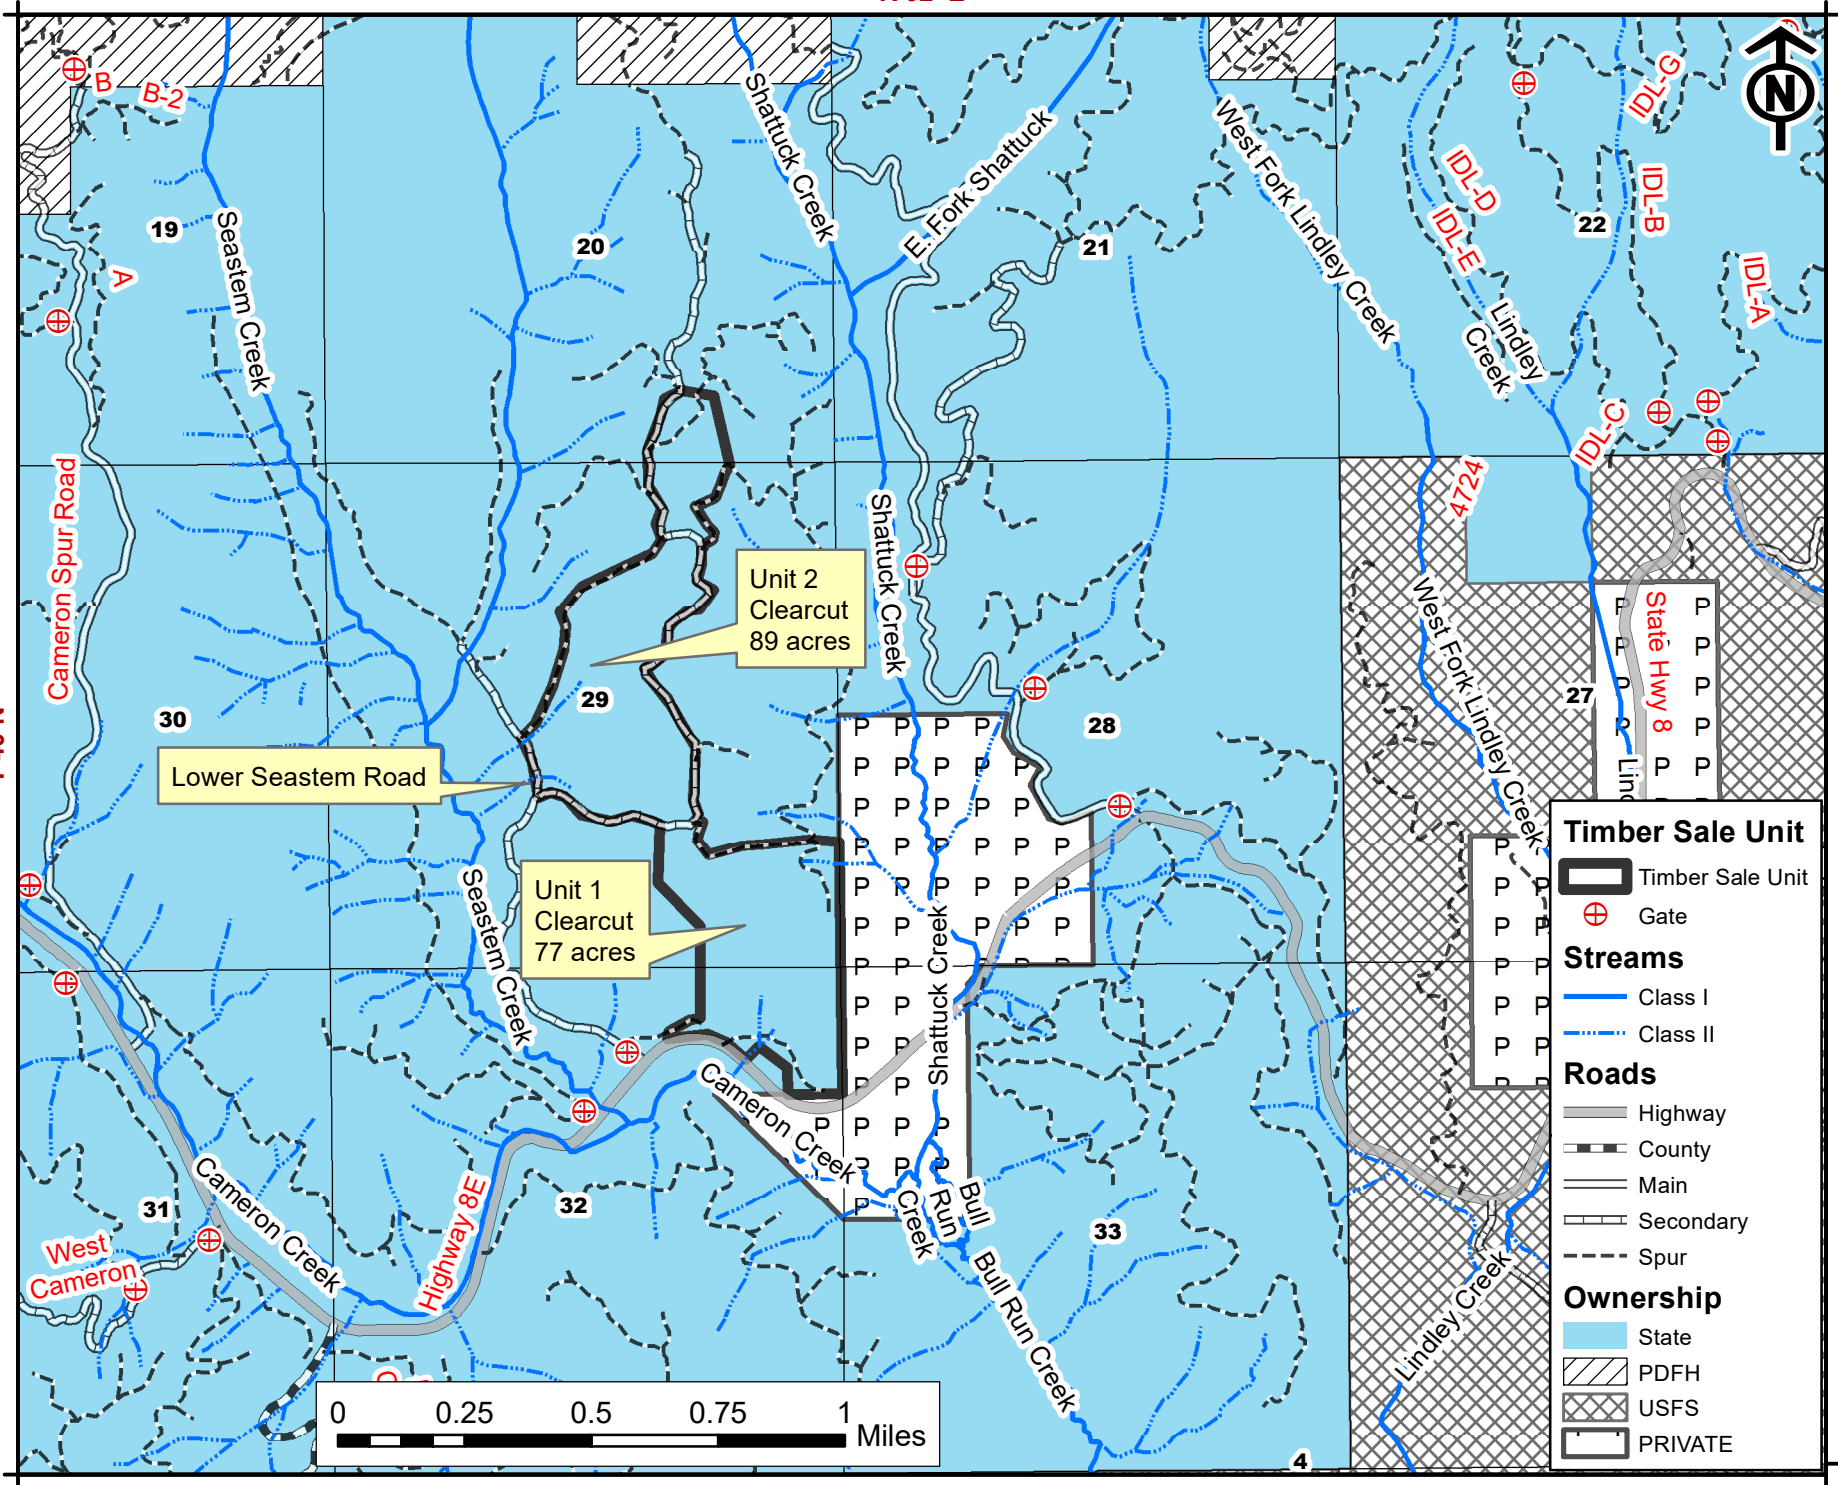 B
B-2
Shattuck Creek
E. Fork Shattuck
West Fork Lindley Creek
IDL-G
N
IDL-D
IDL-E
IDL-B
IDL-A
19
20
21
22
A
Seastem Creek
Lindley
Creek
IDL-C
Cameron Spur Road
Shattuck Creek
4724
Unit 2
Clearcut
89 acres
West Fork Lindley Creek
State Hwy 8
P P
P P
P P
P P
P P
29
30
28
27
Lower Seastem Road
P P P P
P P P P P
P P P P
P P P P P P
P P P P P P
P P P P P P
P P P P P P
P P
P P
P P
P P P
P P P
P
P P
P P
P P
P P
P P
P P
P P
Seastem Creek
Unit 1
Clearcut
77 acres
Shattuck Creek
Cameron Creek
Cameron Creek
Highway 8E
31
32
33
West
Cameron
Creek
Bull
Run
Bull Run Creek
Lindley Creek
4
Timber Sale Unit
Timber Sale Unit
Gate
Streams
Class I
Class II
Roads
Highway
County
Main
Secondary
Spur
Ownership
State
PDFH
USFS
PRIVATE
0 0.25 0.5 0.75 1
Miles